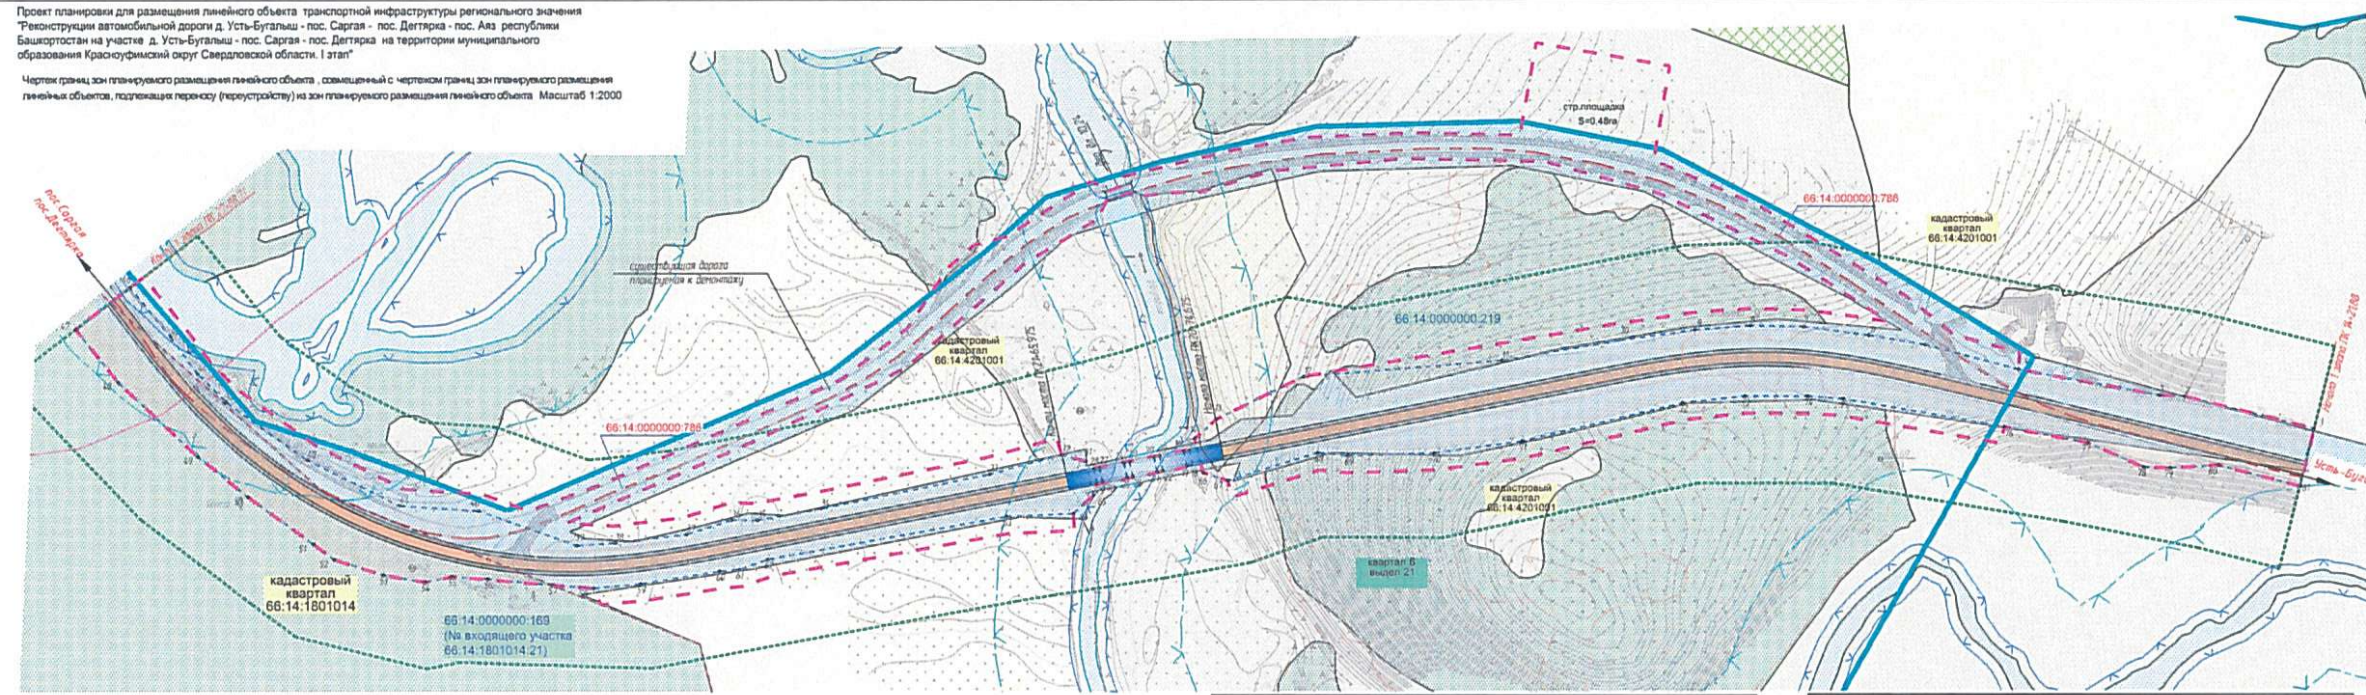 Проект планировки для размещения линейного объекта транспортной инфраструктуры регионального значения
"Реконструкции автомобильной дороги д. Усть-Бугалыш - пос. Сарга - пос. Дегтярка - пос. Аяз республики
Башкортостан на участке д. Усть-Бугалыш - пос. Саргая - пос. Дегтярка на территории муниципального
образования Красноуфимский округ Свердловской области. I этап"
Чертеж границ зон планируемого размещения линейного объекта , совмещенный с чертежом границ зон планируемого размещения
линейных объектов, подлежащих переносу (переустройству) из зон планируемого размещения линейного объекта Масштаб 1:2000
пос. Саргая
пос. Дегтярка
стр.площадка
S=0.48га
66:14:0000000:786
кадастровый
квартал
66:14:4201001
существующая дорога
планируемая к демонтажу
66:14:0000000:219
кадастровый
квартал
66:14:4201001
66:14:0000000:786
кадастровый
квартал
66:14:4201001
квартал 6
выдел 21
кадастровый
квартал
66:14:1801014
66:14:0000000:169
(№ входящего участка
66:14:1801014:21)